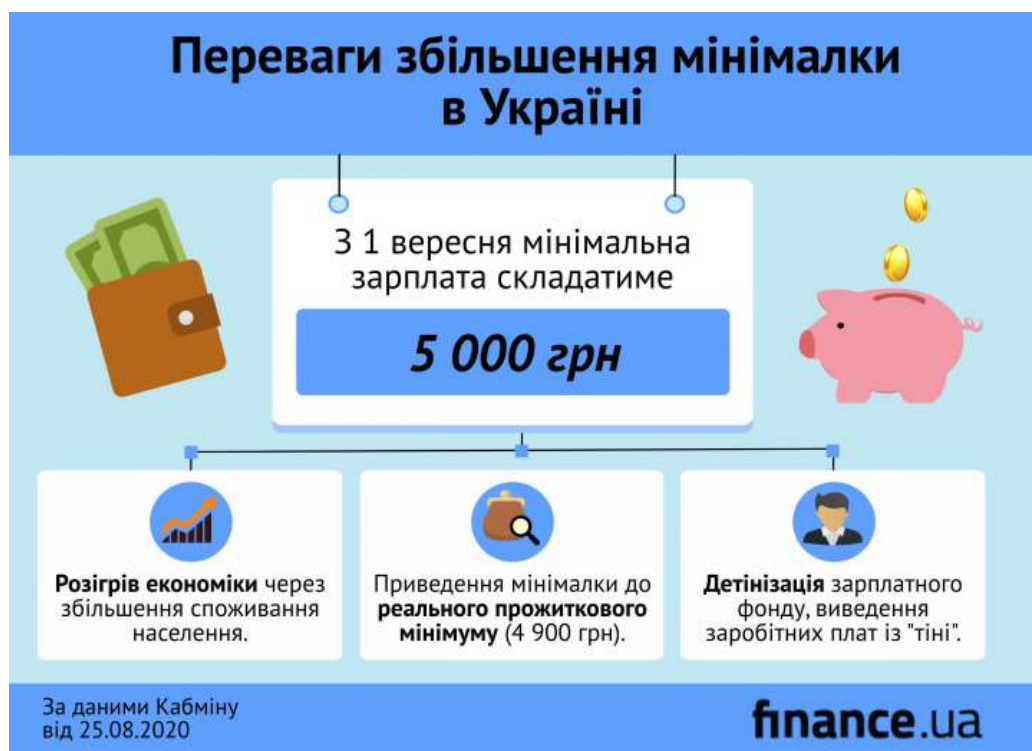 Переваги збільшення мінімалки
в Україні
З 1 вересня мінімальна
зарплата складатиме
5 000 грн
Розігрів економіки через
збільшення споживання
населення.
Приведення мінімалки до
реального прожиткового
мінімуму (4 900 грн).
Детінізація зарплатного
фонду, виведення
заробітних плат із "тіні".
За даними Кабміну
від 25.08.2020
finance.ua